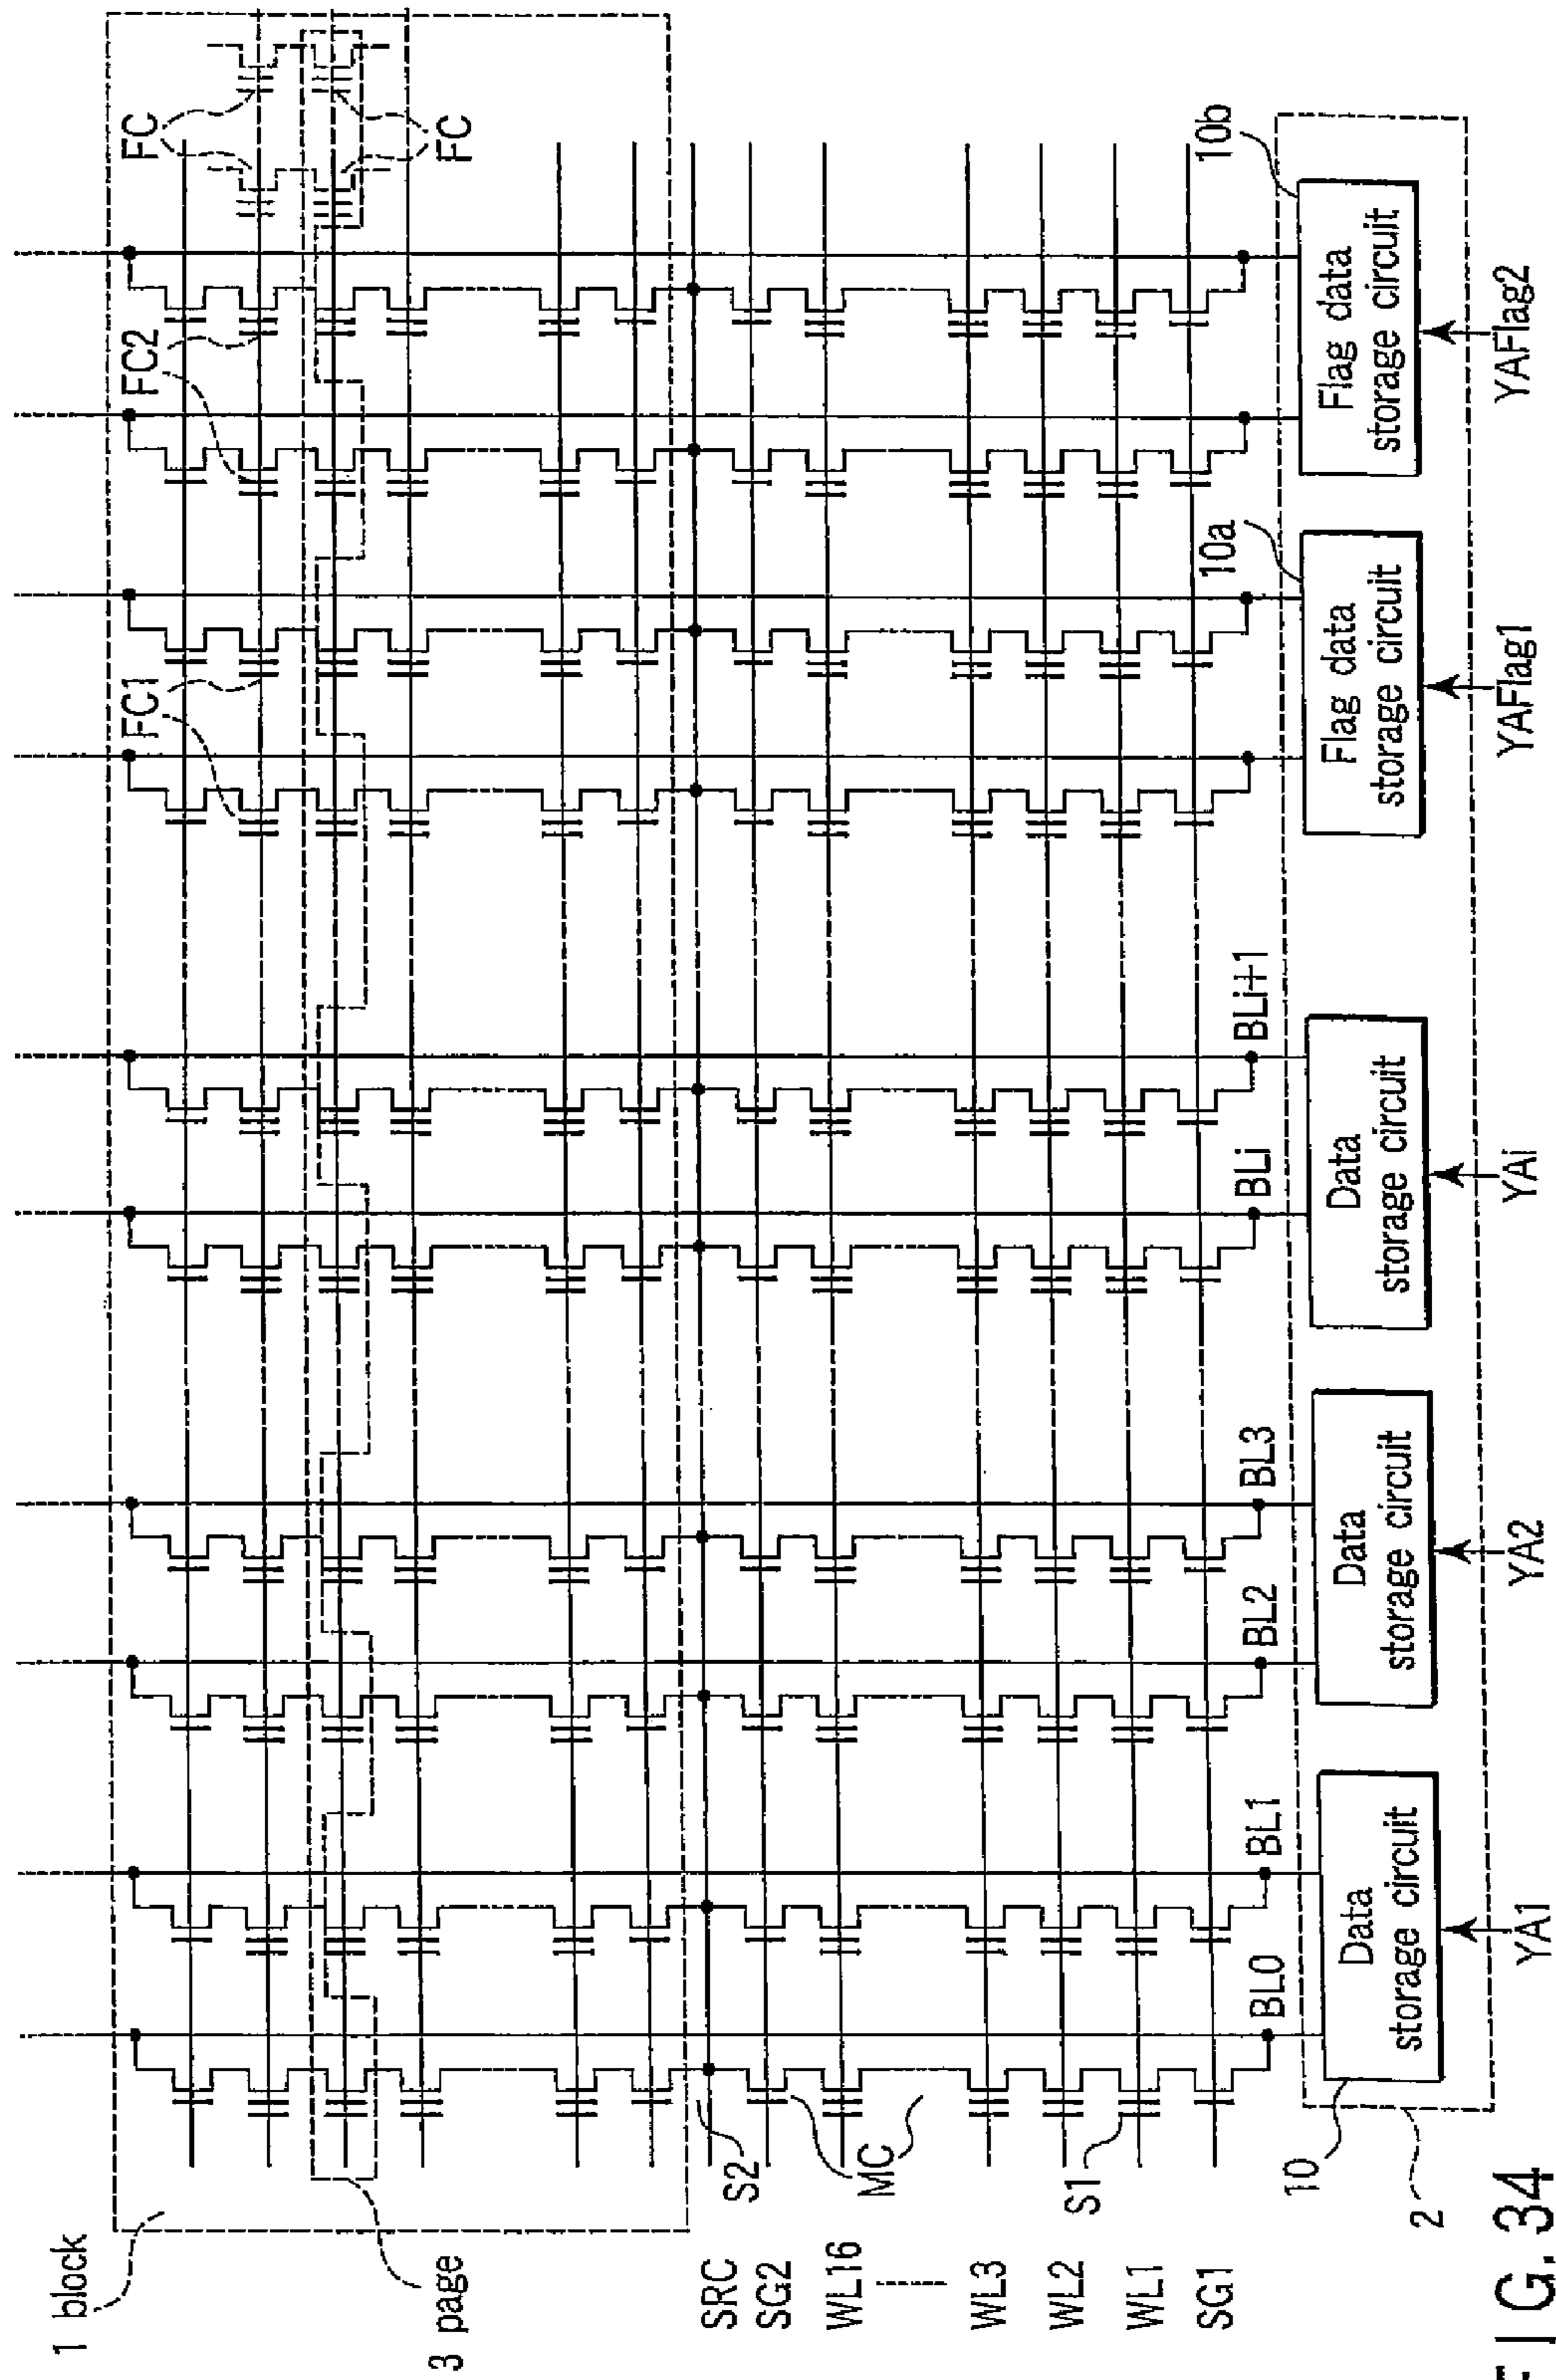 1 block
3 page
FC
FC
FC1
FC2
SRC
SG2
WL16
WL3
WL2
WL1
SG1
S2
MC
S1
BL0
BL1
BL2
BL3
BLi
BLi+1
10
2
10a
10b
Data
storage circuit
Data
storage circuit
Data
storage circuit
Flag data
storage circuit
Flag data
storage circuit
YA1
YA2
YAi
YAFlag1
YAFlag2
FIG. 34